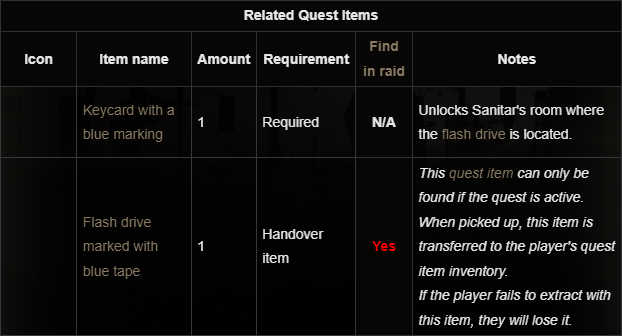 Related Quest Items
Icon
Item name
Amount
Requirement
Find
in raid
Notes
Keycard with a
blue marking
1
Required
N/A
Unlocks Sanitar's room where
the flash drive is located.
Flash drive
marked with
blue tape
1
Handover
item
Yes
This quest item can only be
found if the quest is active.
When picked up, this item is
transferred to the player's quest
item inventory.
If the player fails to extract with
this item, they will lose it.